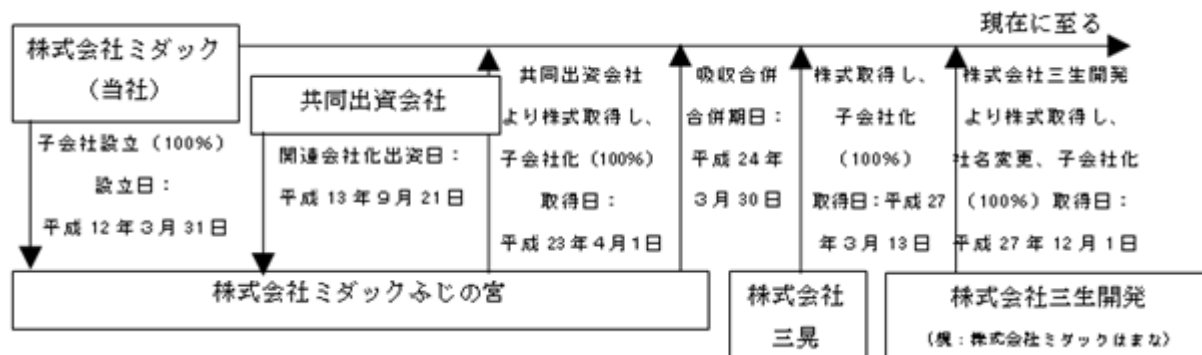 現在に至る
株式会社ミダック
（当社）
共同出資会社
子会社設立（100%）
設立日：
平成12年3月31日
関連会社化出資日：
平成13年9月21日
共同出資会社
より株式取得し、
子会社化（100%）
取得日：
平成23年4月1日
吸収合併
合併期日：
平成24年
3月30日
株式取得し、
子会社化
（100%）
取得日：平成27
年3月13日
株式会社三生開発
より株式取得し、
社名変更、子会社化
（100%）取得日：
平成27年12月1日
株式会社ミダックふじの宮
株式会社
三晃
株式会社三生開発
（現：株式会社ミダックはまな）